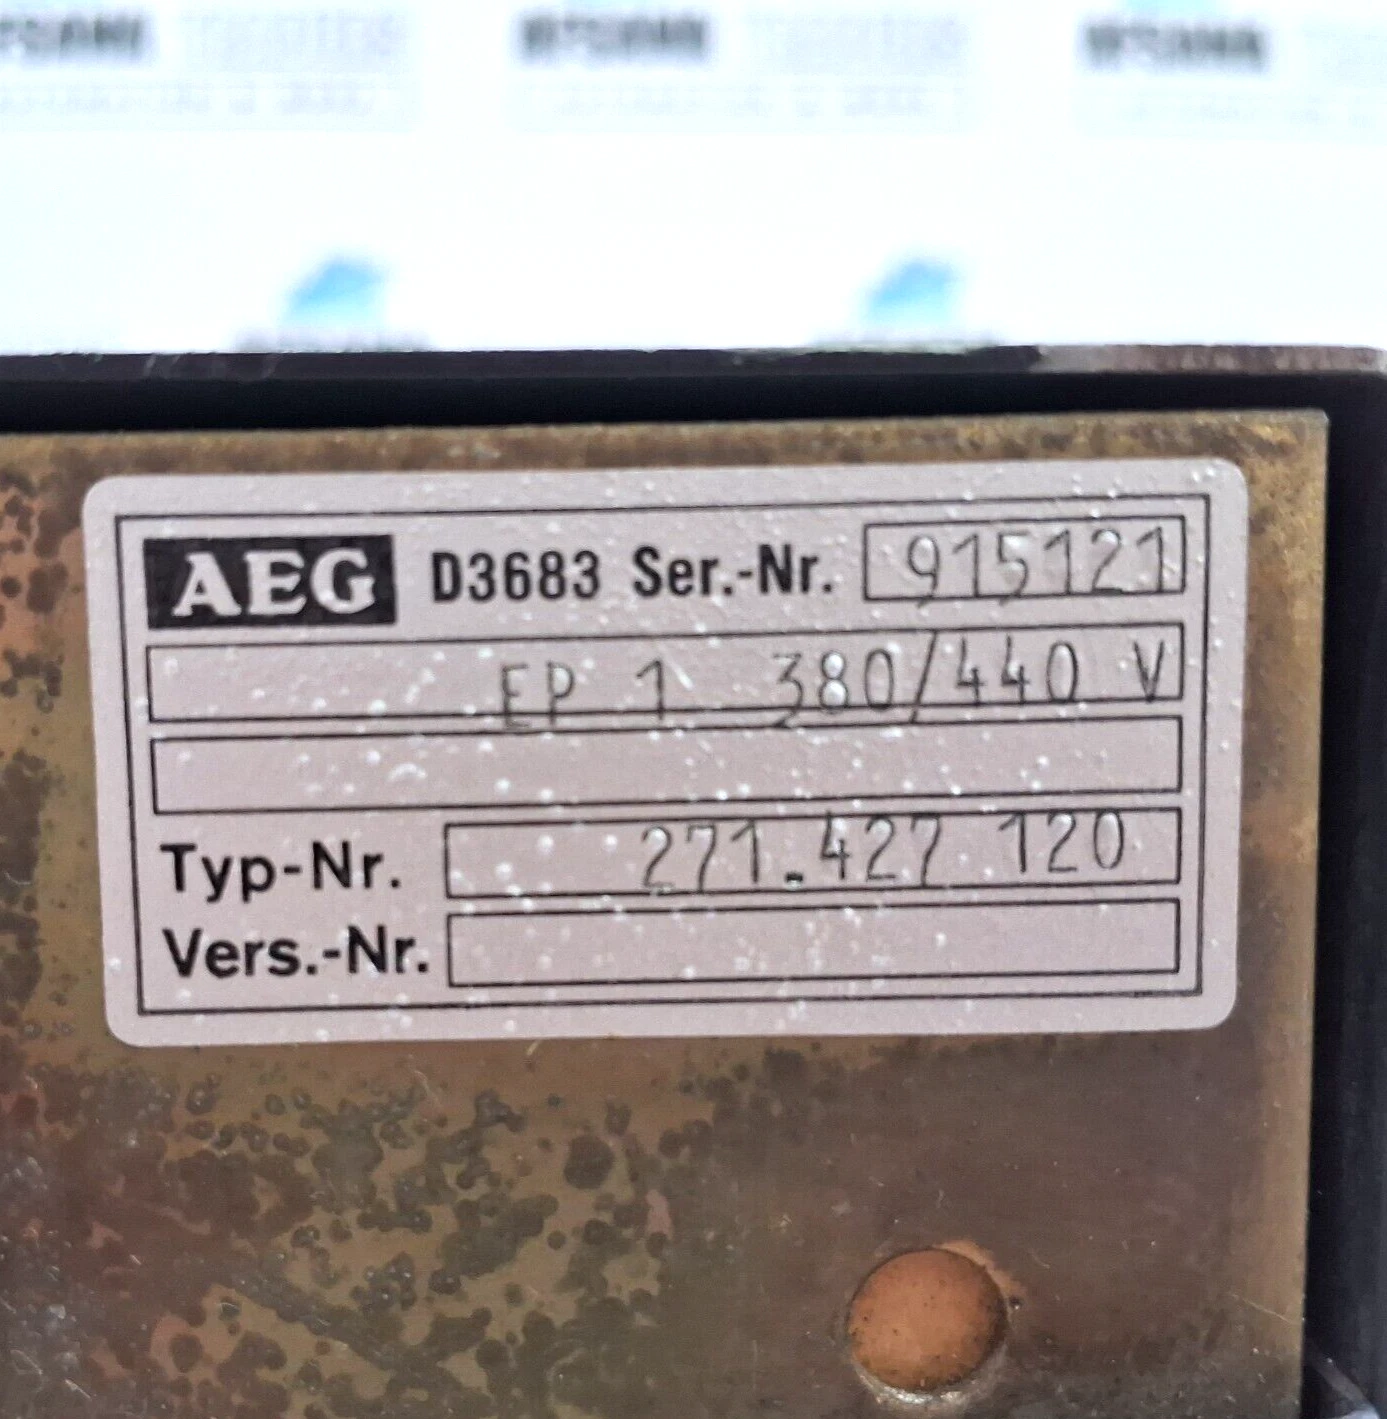 AEG D3683 Ser.-Nr. 915121
EP 1 380/440 V
Typ-Nr. 271.427 120
Vers.-Nr.